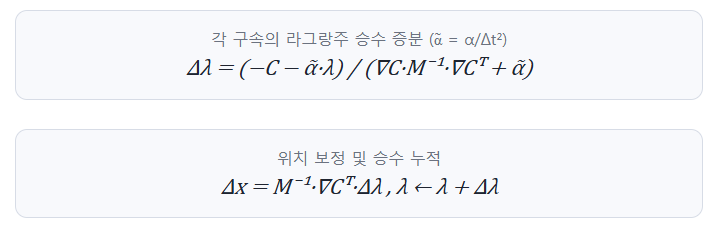 각 구속의 라그랑주 승수 증분 (α̃ = α/Δt²)
Δλ = (−C − α̃·λ) / (∇C·M⁻¹·∇Cᵀ + α̃)
위치 보정 및 승수 누적
Δx = M⁻¹·∇Cᵀ·Δλ , λ ← λ + Δλ